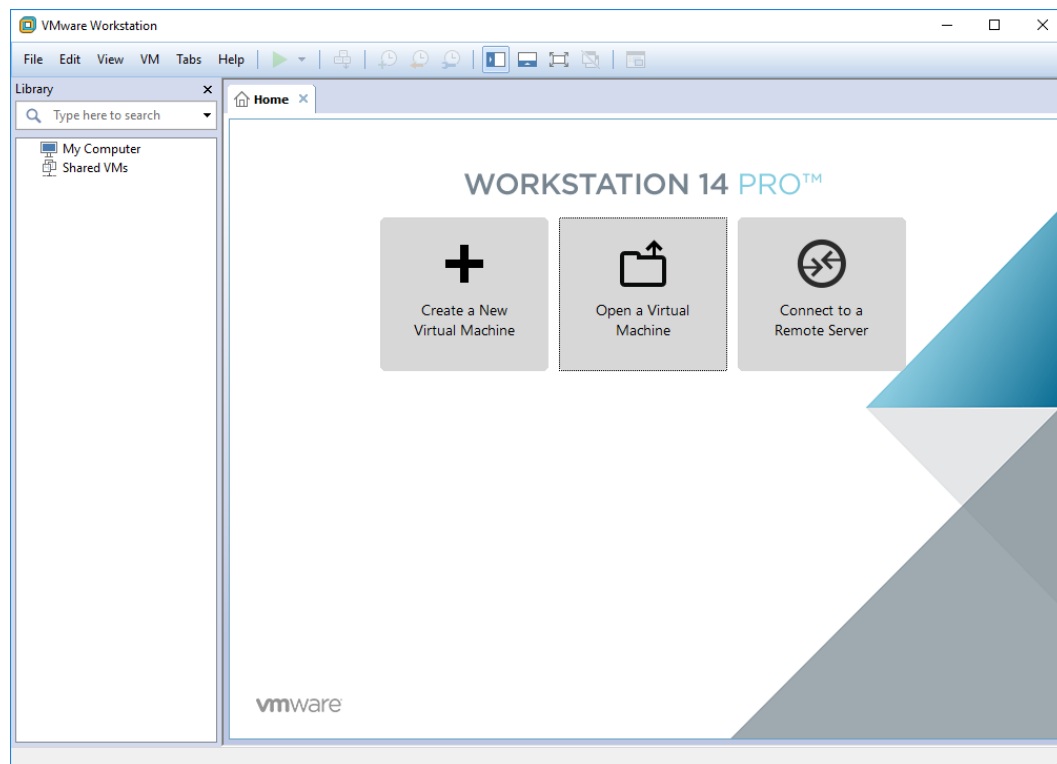 VMware Workstation
File Edit View VM Tabs Help
Library
Home
Type here to search
My Computer
Shared VMs
WORKSTATION 14 PRO™
Create a New
Virtual Machine
Open a Virtual
Machine
Connect to a
Remote Server
vmware